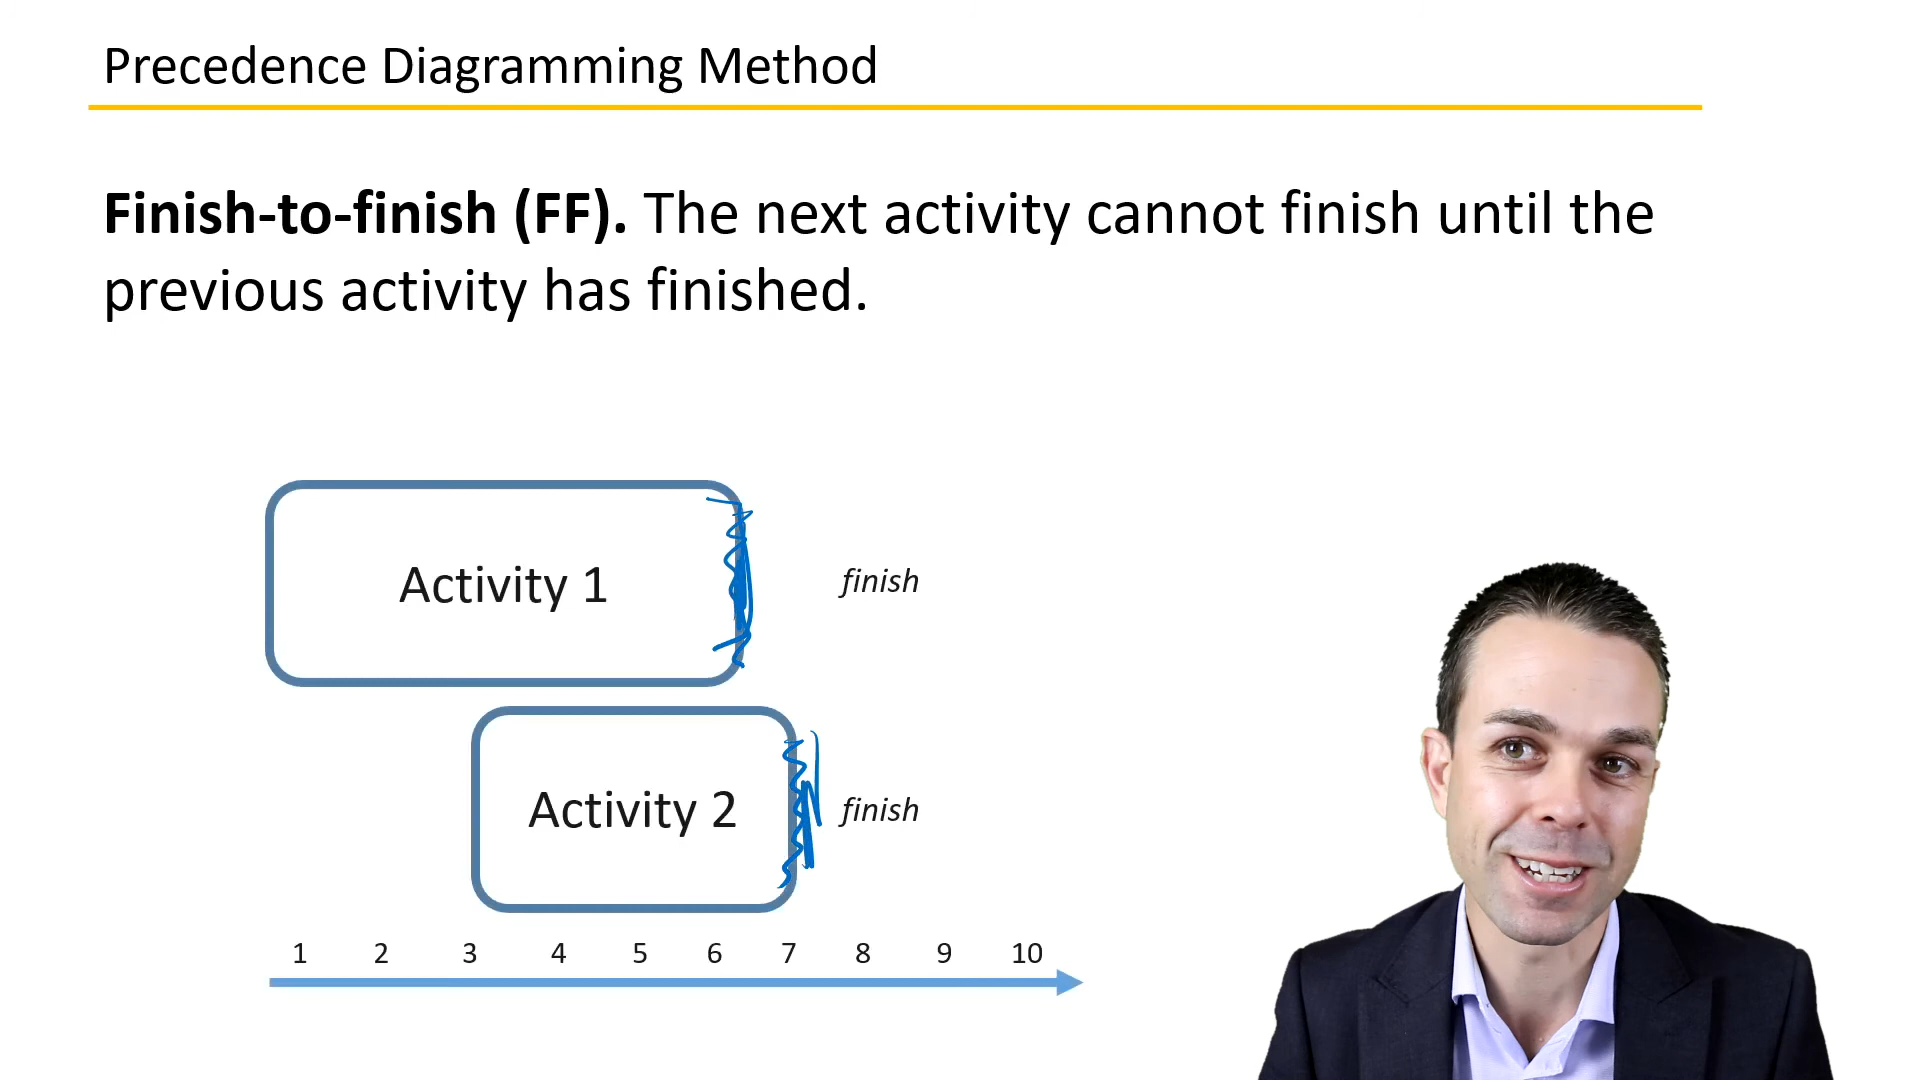 Precedence Diagramming Method
Finish-to-finish (FF). The next activity cannot finish until the
previous activity has finished.
Activity 1
finish
Activity 2
finish
1 2 3 4 5 6 7 8 9 10